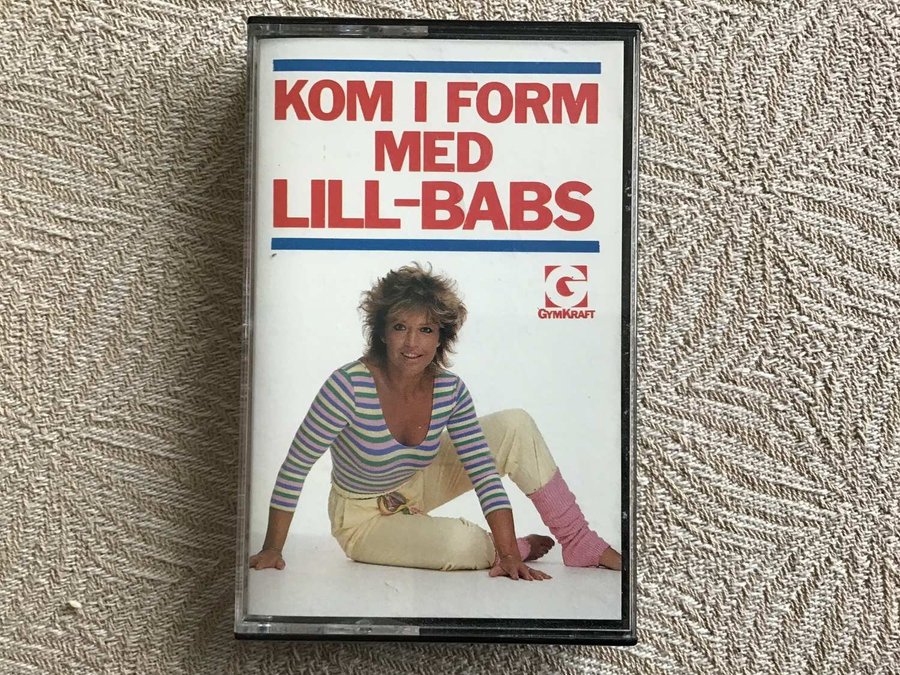 KOM I FORM
MED
LILL-BABS
G
GYMKRAFT